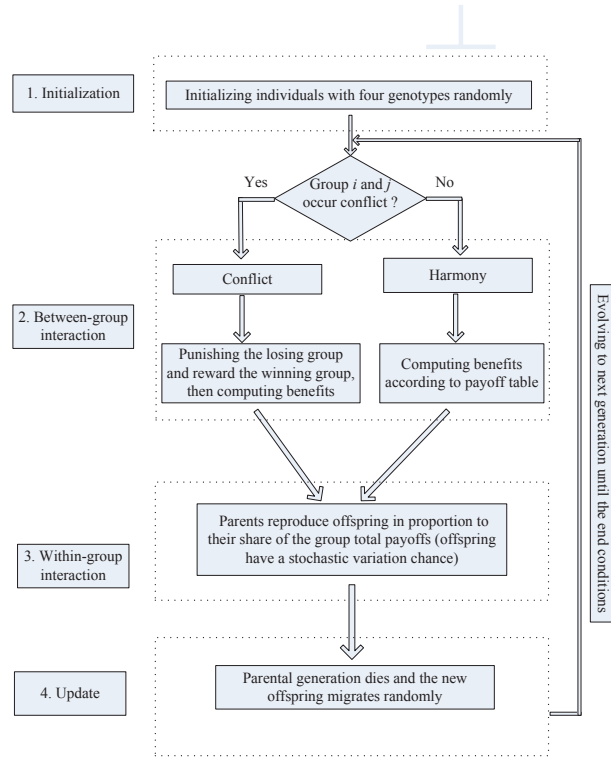 1. Initialization
Initializing individuals with four genotypes randomly
Yes
Group i and j
occur conflict ?
No
Conflict
Harmony
2. Between-group
interaction
Punishing the losing group
and reward the winning group,
then computing benefits
Computing benefits
according to payoff table
Evolving to next generation until the end conditions
3. Within-group
interaction
Parents reproduce offspring in proportion to
their share of the group total payoffs (offspring
have a stochastic variation chance)
4. Update
Parental generation dies and the new
offspring migrates randomly